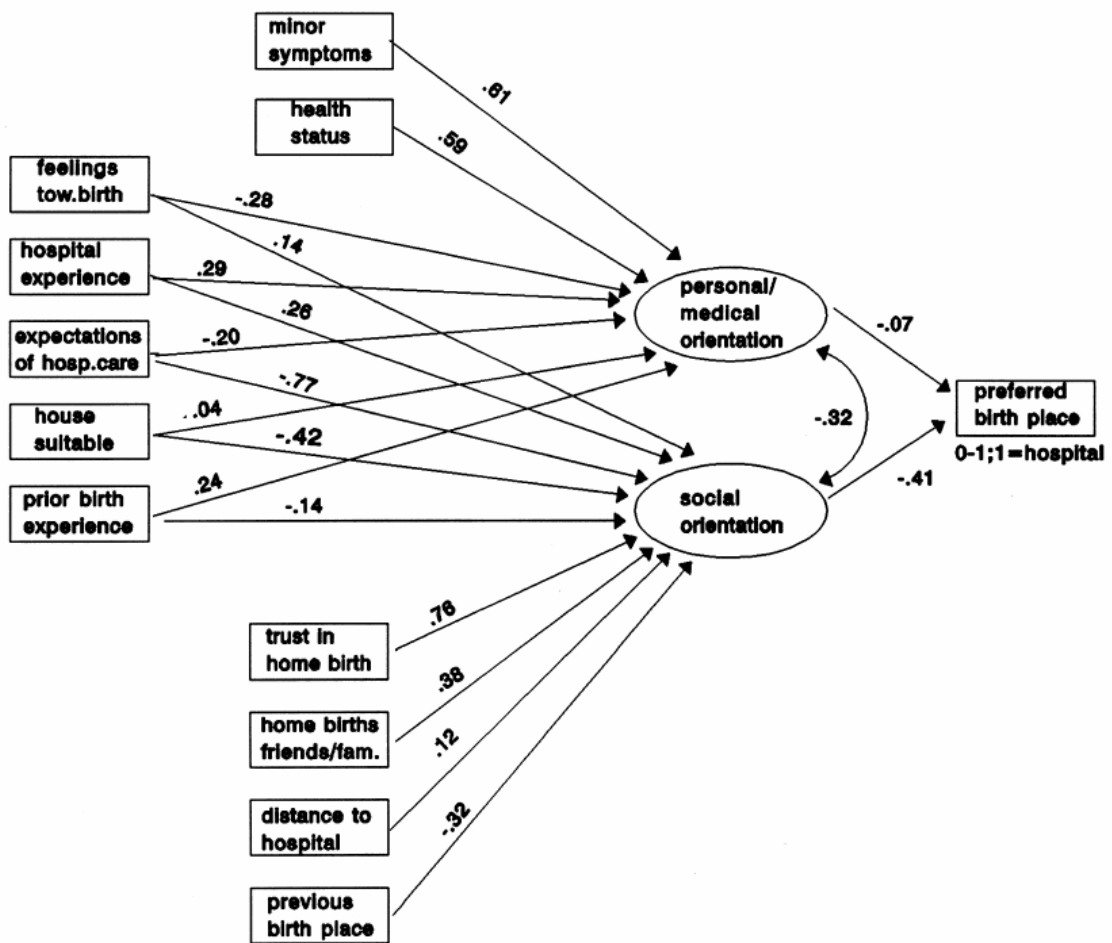 minor
symptoms
.61
health
status
.59
feelings
tow.birth
-.28
.14
hospital
experience
.29
.26
personal/
medical
orientation
expectations
of hosp.care
-.20
-.77
-.07
house
suitable
.04
-.42
-.32
preferred
birth place
0-1;1=hospital
-.41
prior birth
experience
.24
-.14
social
orientation
trust in
home birth
.76
home births
friends/fam.
.38
distance to
hospital
.12
previous
birth place
-.32